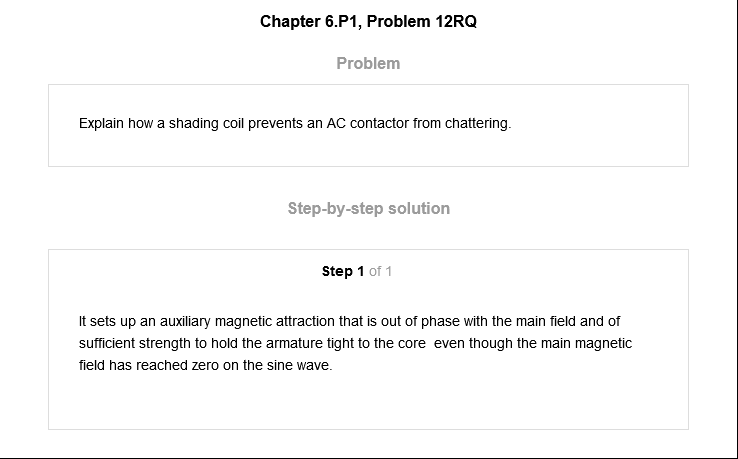 Chapter 6.P1, Problem 12RQ
Problem
Explain how a shading coil prevents an AC contactor from chattering.
Step-by-step solution
Step 1 of 1
It sets up an auxiliary magnetic attraction that is out of phase with the main field and of
sufficient strength to hold the armature tight to the core  even though the main magnetic
field has reached zero on the sine wave.